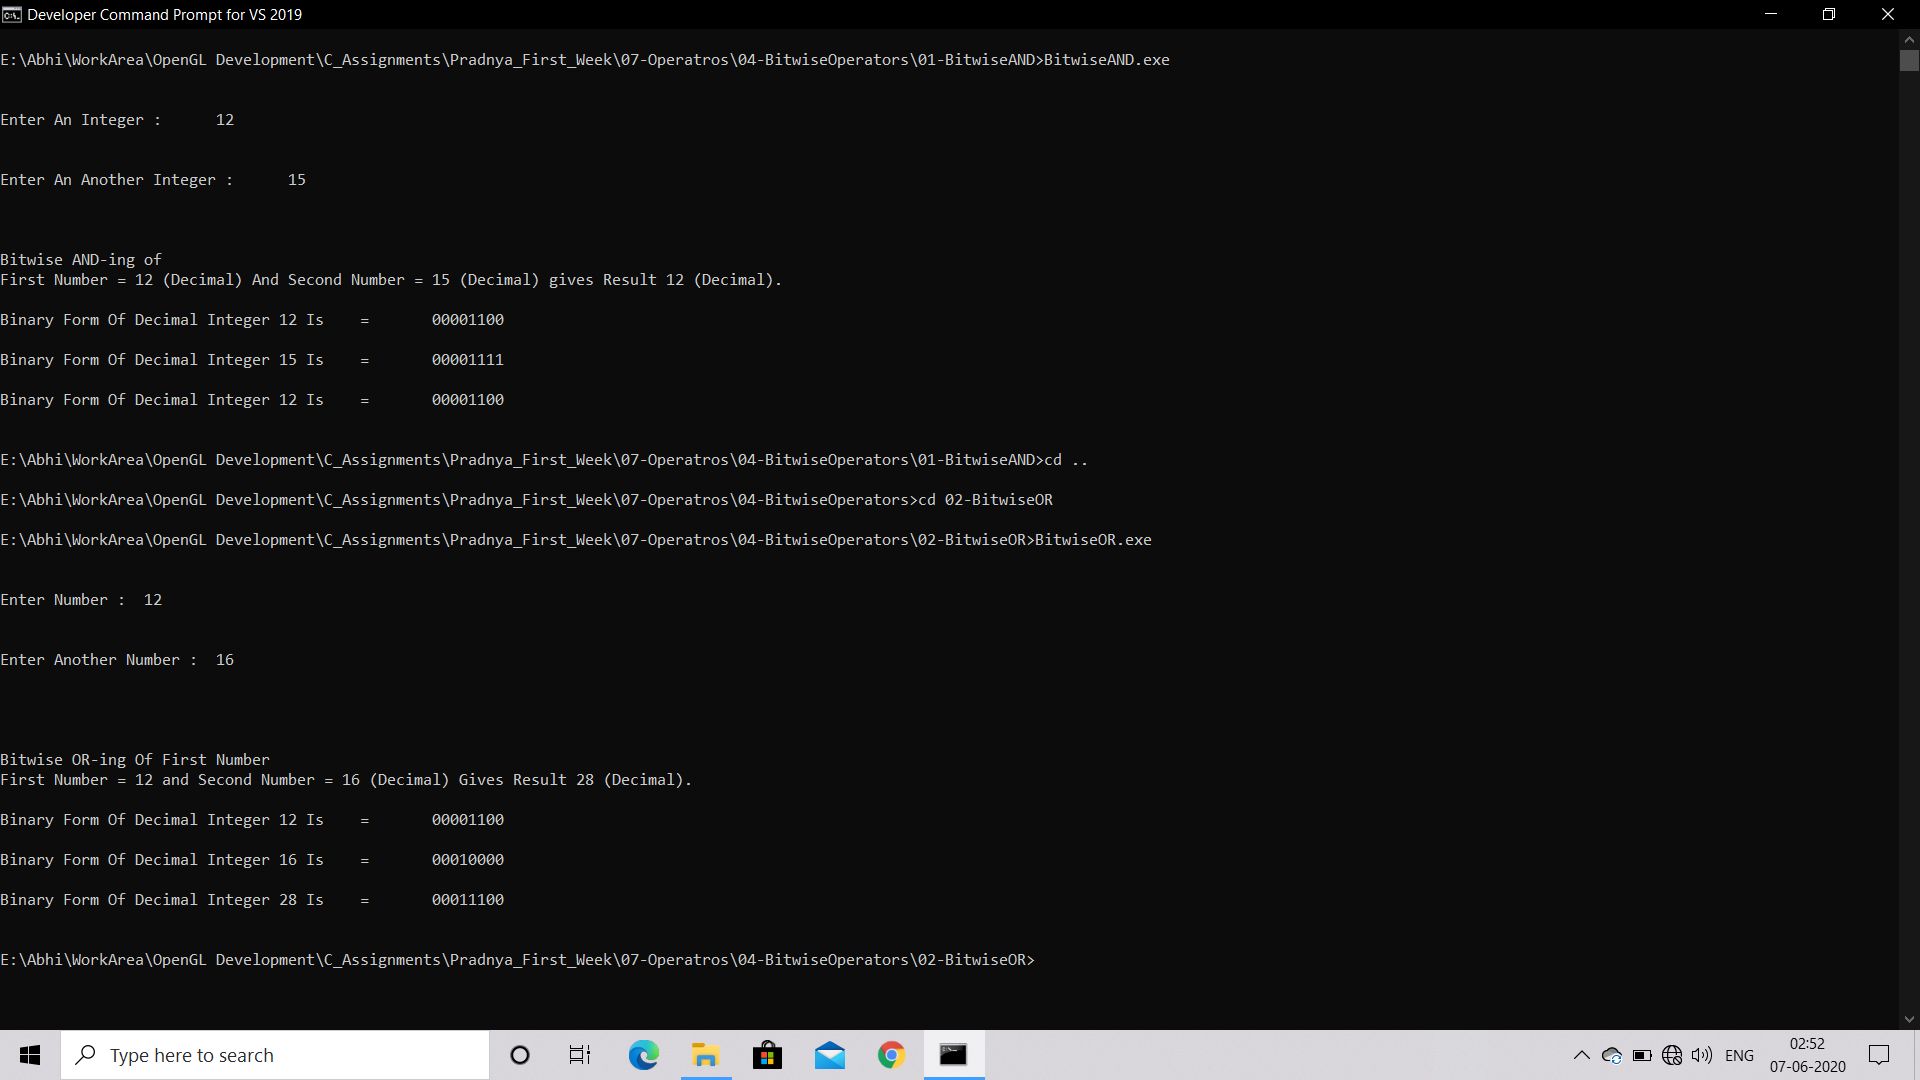 Developer Command Prompt for VS 2019
E:\Abhi\WorkArea\OpenGL Development\C_Assignments\Pradnya_First_Week\07-Operatros\04-BitwiseOperators\01-BitwiseAND>BitwiseAND.exe
Enter An Integer :      12
Enter An Another Integer :      15
Bitwise AND-ing of
First Number = 12 (Decimal) And Second Number = 15 (Decimal) gives Result 12 (Decimal).
Binary Form Of Decimal Integer 12 Is    =       00001100
Binary Form Of Decimal Integer 15 Is    =       00001111
Binary Form Of Decimal Integer 12 Is    =       00001100
E:\Abhi\WorkArea\OpenGL Development\C_Assignments\Pradnya_First_Week\07-Operatros\04-BitwiseOperators\01-BitwiseAND>cd ..
E:\Abhi\WorkArea\OpenGL Development\C_Assignments\Pradnya_First_Week\07-Operatros\04-BitwiseOperators>cd 02-BitwiseOR
E:\Abhi\WorkArea\OpenGL Development\C_Assignments\Pradnya_First_Week\07-Operatros\04-BitwiseOperators\02-BitwiseOR>BitwiseOR.exe
Enter Number :  12
Enter Another Number :  16
Bitwise OR-ing Of First Number
First Number = 12 and Second Number = 16 (Decimal) Gives Result 28 (Decimal).
Binary Form Of Decimal Integer 12 Is    =       00001100
Binary Form Of Decimal Integer 16 Is    =       00010000
Binary Form Of Decimal Integer 28 Is    =       00011100
E:\Abhi\WorkArea\OpenGL Development\C_Assignments\Pradnya_First_Week\07-Operatros\04-BitwiseOperators\02-BitwiseOR>
Type here to search
ENG
02:52
07-06-2020